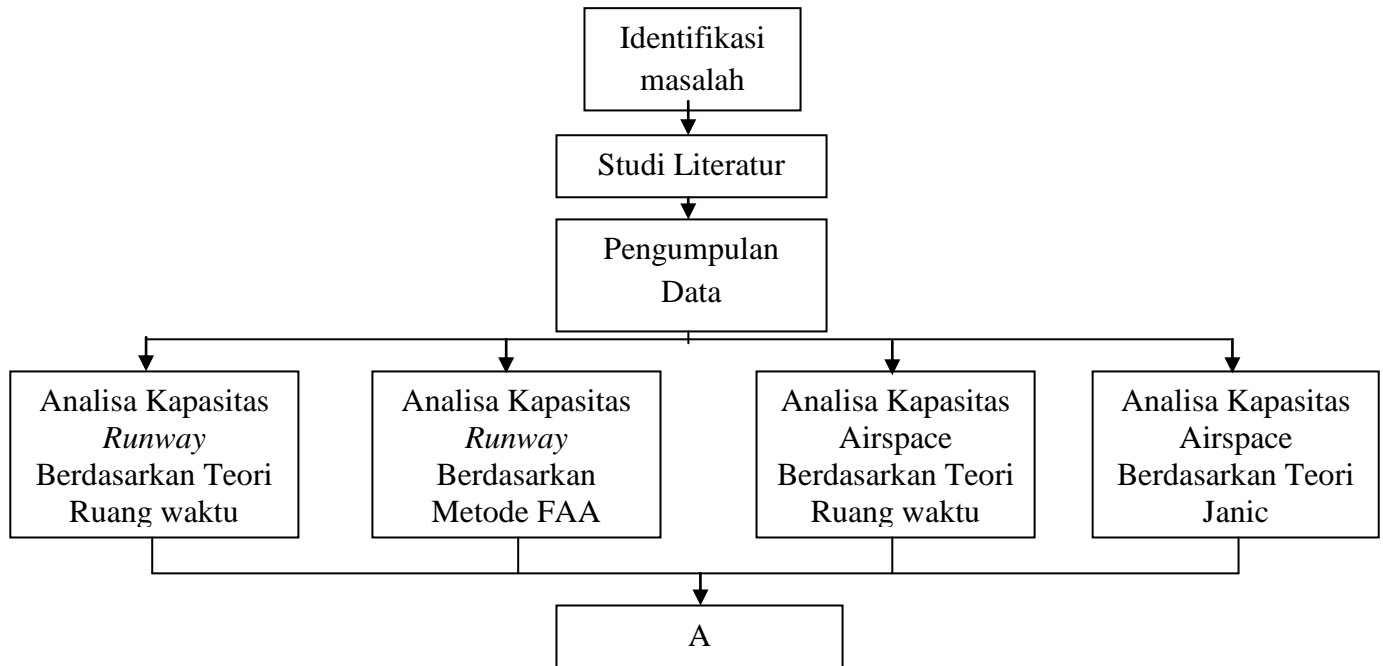 Identifikasi
masalah
Studi Literatur
Pengumpulan
Data
Analisa Kapasitas
Runway
Berdasarkan Teori
Ruang waktu
Analisa Kapasitas
Runway
Berdasarkan
Metode FAA
Analisa Kapasitas
Airspace
Berdasarkan Teori
Ruang waktu
Analisa Kapasitas
Airspace
Berdasarkan Teori
Janic
A